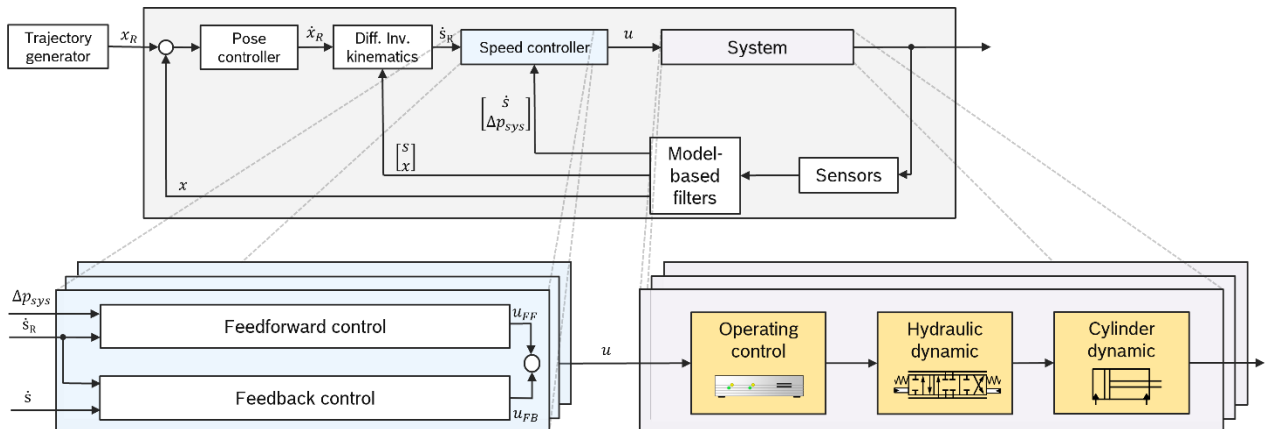 Trajectory
generator
x_R
Pose
controller
ẋ_R
Diff. Inv.
kinematics
ṡ_R
Speed controller
u
System
[ṡ
Δp_sys]
[s
x]
x
Model-
based
filters
Sensors
Δp_sys
ṡ_R
ṡ
Feedforward control
Feedback control
u_FF
u_FB
u
Operating
control
Hydraulic
dynamic
Cylinder
dynamic